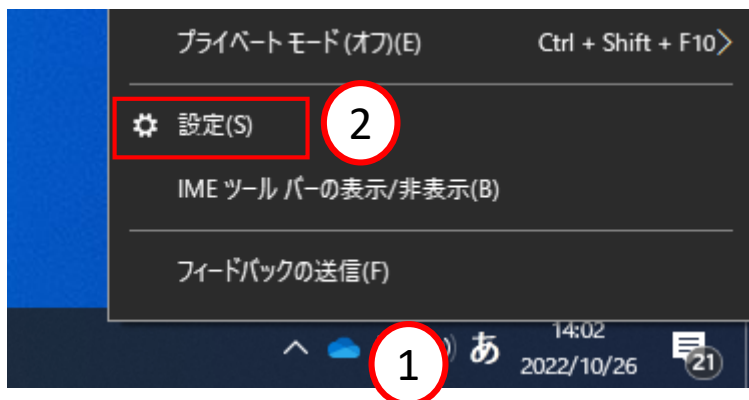 プライベート モード (オフ)(E) Ctrl + Shift + F10
設定(S) 2
IME ツール バーの表示/非表示(B)
フィードバックの送信(F)
1 あ 14:02
2022/10/26 21